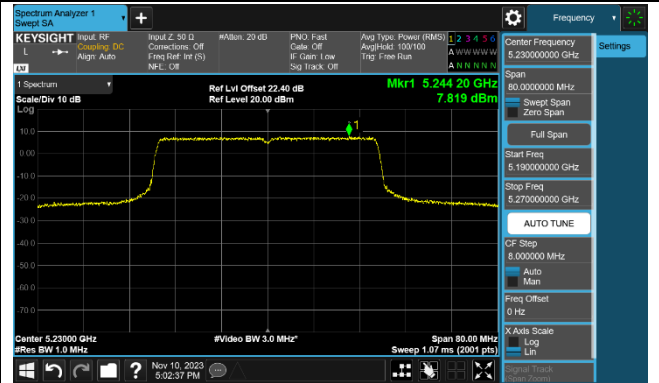 Spectrum Analyzer 1
Swept SA
Frequency
KEYSIGHT
Input: RF
Coupling: DC
Align: Auto
Input Z: 50 Ω
Corrections: Off
Freq Ref: Int (S)
NFE: Off
#Atten: 20 dB
PNO: Fast
Gate: Off
IF Gain: Low
Sig Track: Off
Avg Type: Power (RMS)
Avg|Hold: 100/100
Trig: Free Run
1 2 3 4 5 6
A W W W W W
A N N N N N
L
LXI
1 Spectrum
Scale/Div 10 dB
Log
Ref Lvl Offset 22.40 dB
Ref Level 20.00 dBm
Mkr1 5.244 20 GHz
7.819 dBm
1
10.0
0.00
-10.0
-20.0
-30.0
-40.0
-50.0
-60.0
-70.0
Center 5.23000 GHz
#Res BW 1.0 MHz
#Video BW 3.0 MHz*
Span 80.00 MHz
Sweep 1.07 ms (2001 pts)
Center Frequency
5.230000000 GHz
Settings
Span
80.0000000 MHz
Swept Span
Zero Span
Full Span
Start Freq
5.190000000 GHz
Stop Freq
5.270000000 GHz
AUTO TUNE
CF Step
8.000000 MHz
Auto
Man
Freq Offset
0 Hz
X Axis Scale
Log
Lin
Signal Track
(Span Zoom)
Nov 10, 2023
5:02:37 PM